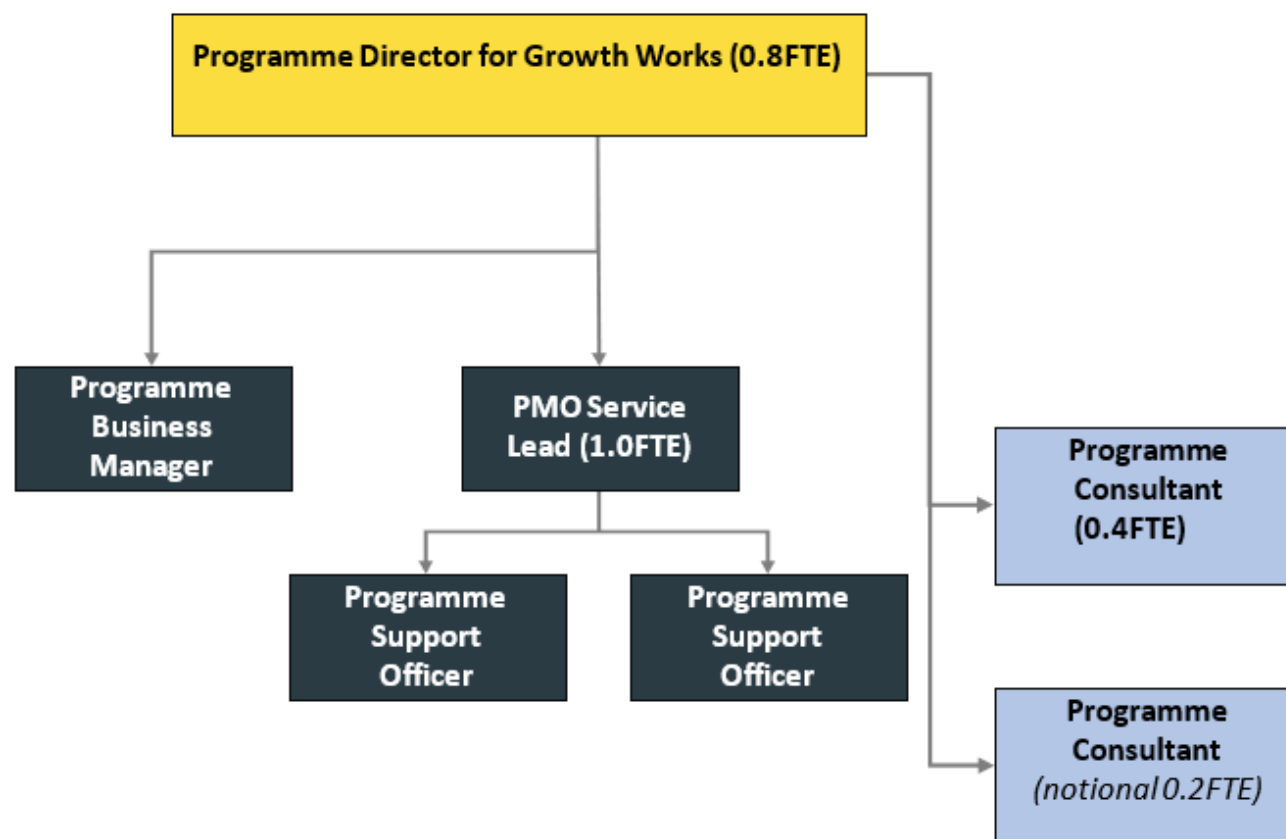 Programme Director for Growth Works (0.8FTE)
Programme
Business
Manager
PMO Service
Lead (1.0FTE)
Programme
Consultant
(0.4FTE)
Programme
Support
Officer
Programme
Support
Officer
Programme
Consultant
(notional 0.2FTE)